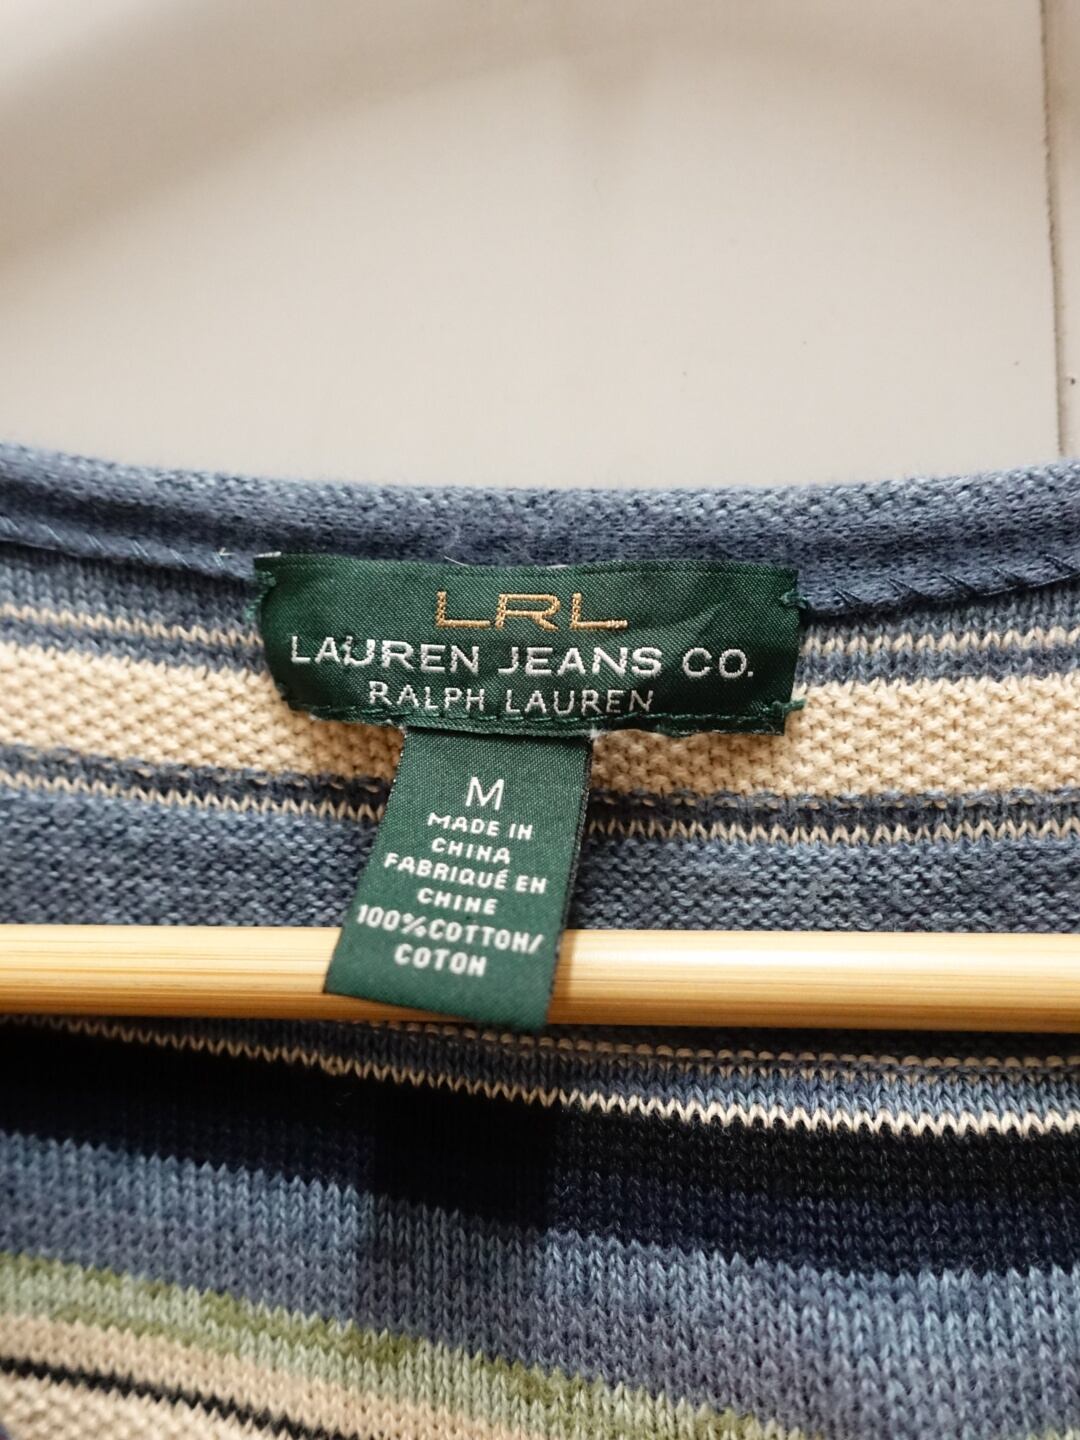 LRL
LAUREN JEANS CO.
RALPH LAUREN
M
MADE IN
CHINA
FABRIQUÉ EN
CHINE
100%COTTON/
COTON